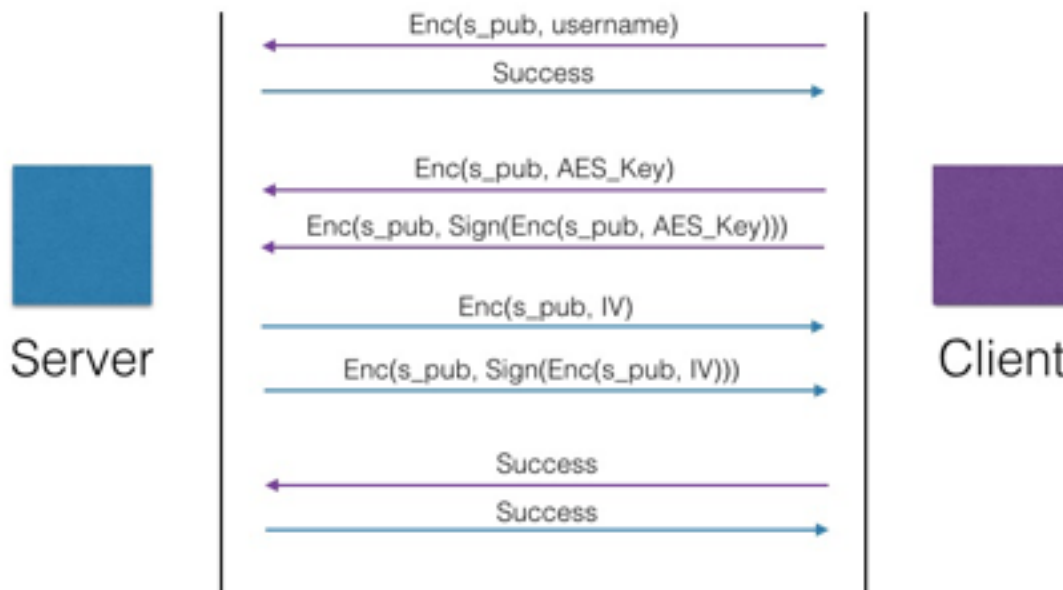 Enc(s_pub, username)
Success
Enc(s_pub, AES_Key)
Enc(s_pub, Sign(Enc(s_pub, AES_Key)))
Enc(s_pub, IV)
Enc(s_pub, Sign(Enc(s_pub, IV)))
Success
Success
Server
Client